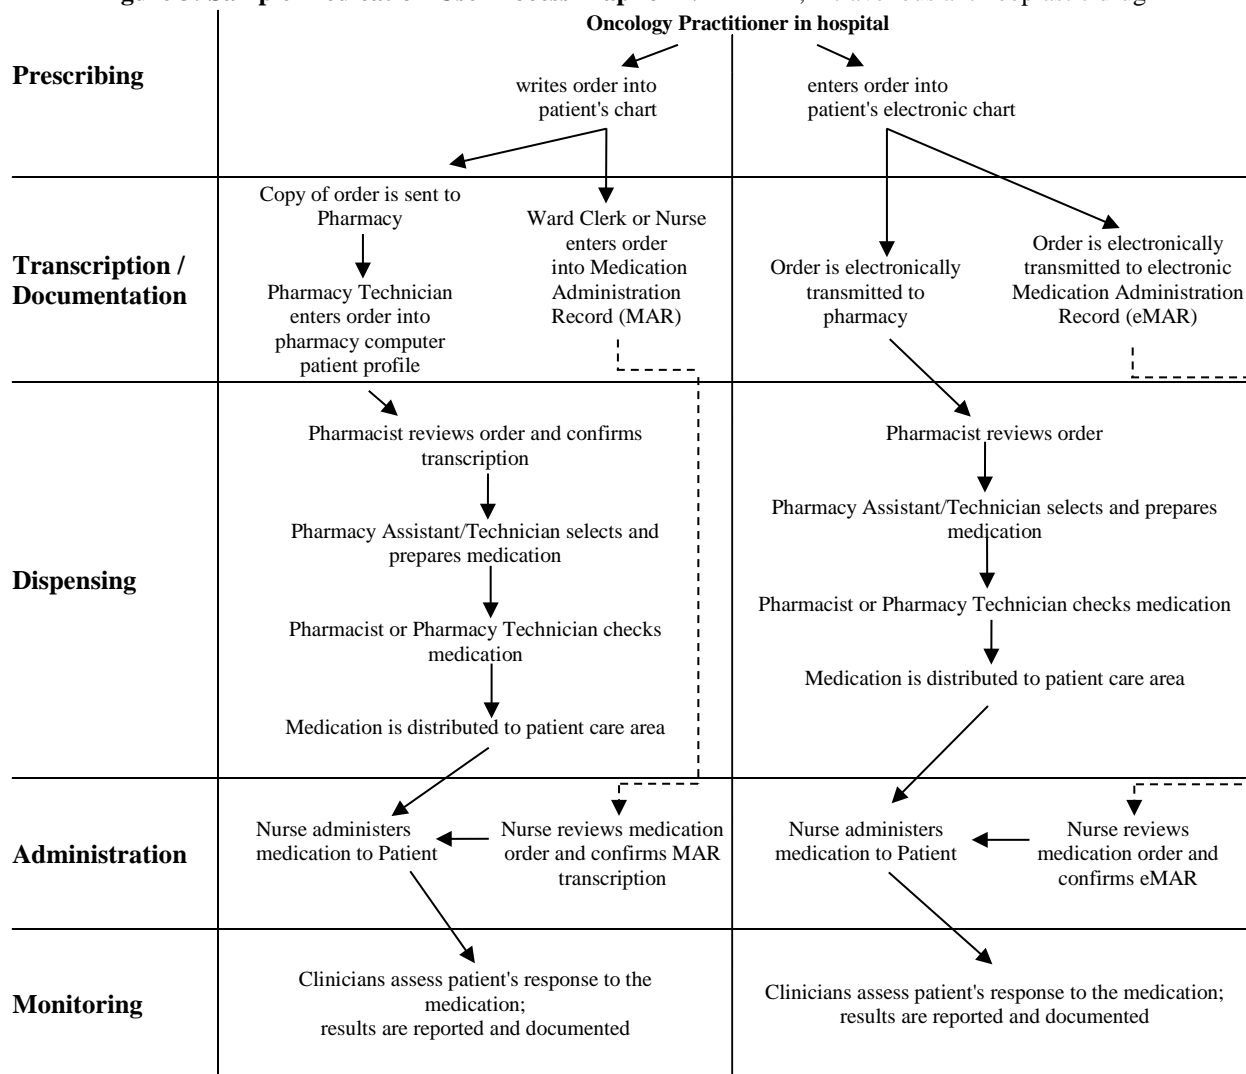 Oncology Practitioner in hospital
Prescribing
writes order into
patient's chart
enters order into
patient's electronic chart
Transcription /
Documentation
Copy of order is sent to
Pharmacy
Pharmacy Technician
enters order into
pharmacy computer
patient profile
Ward Clerk or Nurse
enters order
into Medication
Administration
Record (MAR)
Order is electronically
transmitted to
pharmacy
Order is electronically
transmitted to electronic
Medication Administration
Record (eMAR)
Dispensing
Pharmacist reviews order and confirms
transcription
Pharmacy Assistant/Technician selects and
prepares medication
Pharmacist or Pharmacy Technician checks
medication
Medication is distributed to patient care area
Pharmacist reviews order
Pharmacy Assistant/Technician selects and prepares
medication
Pharmacist or Pharmacy Technician checks medication
Medication is distributed to patient care area
Administration
Nurse administers
medication to Patient
Nurse reviews medication
order and confirms MAR
transcription
Nurse administers
medication to Patient
Nurse reviews
medication order and
confirms eMAR
Monitoring
Clinicians assess patient's response to the
medication;
results are reported and documented
Clinicians assess patient's response to the medication;
results are reported and documented